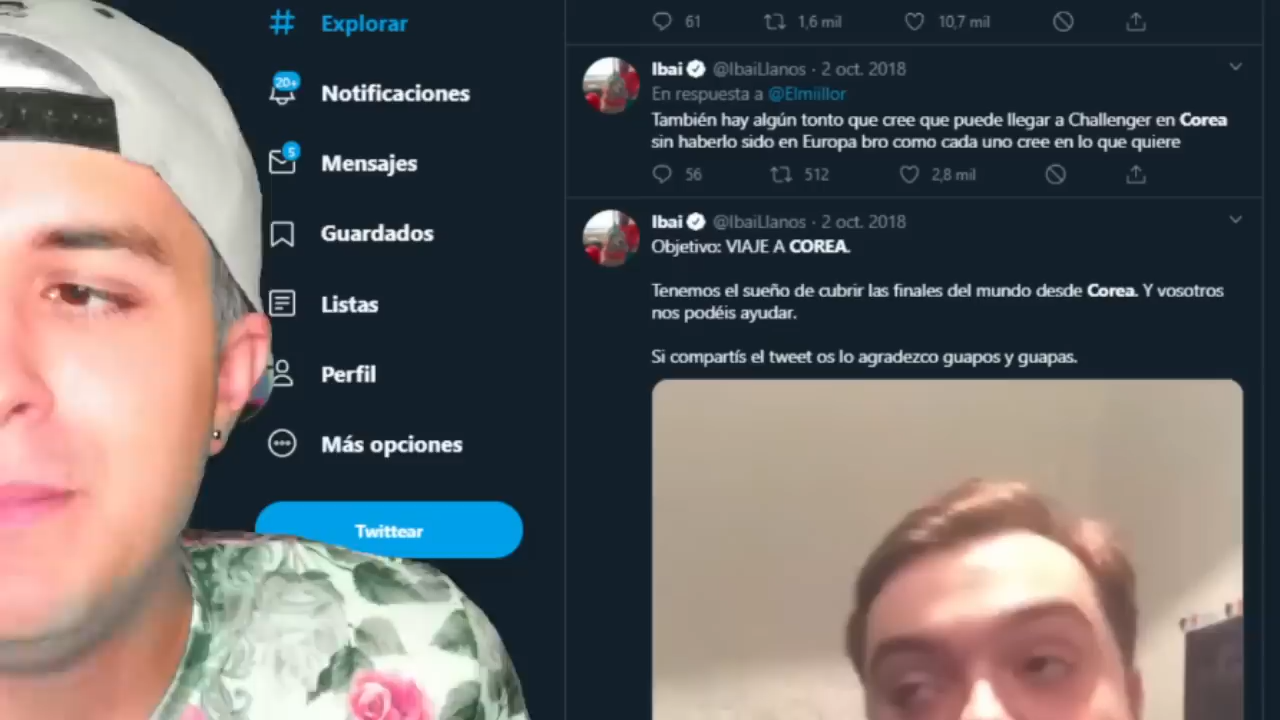 Explorar
20+
Notificaciones
5
Mensajes
Guardados
Listas
Perfil
Más opciones
Twittear
61 1,6 mil 10,7 mil
Ibai @IbaiLlanos · 2 oct. 2018
En respuesta a @Elmiillor
También hay algún tonto que cree que puede llegar a Challenger en Corea
sin haberlo sido en Europa bro como cada uno cree en lo que quiere
56 512 2,8 mil
Ibai @IbaiLlanos · 2 oct. 2018
Objetivo: VIAJE A COREA.
Tenemos el sueño de cubrir las finales del mundo desde Corea. Y vosotros
nos podéis ayudar.
Si compartís el tweet os lo agradezco guapos y guapas.